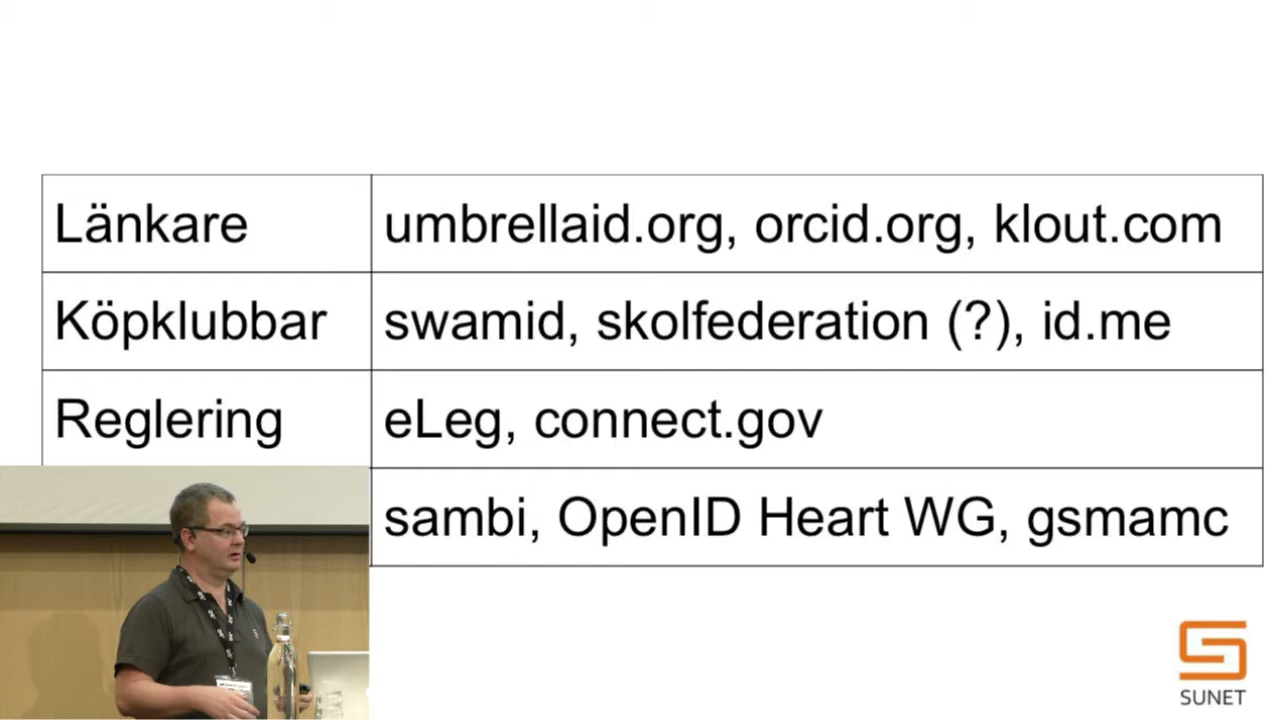 Länkare umbrellaid.org, orcid.org, klout.com
Köpklubbar swamid, skolfederation (?), id.me
Reglering eLeg, connect.gov
sambi, OpenID Heart WG, gsmamc
SUNET